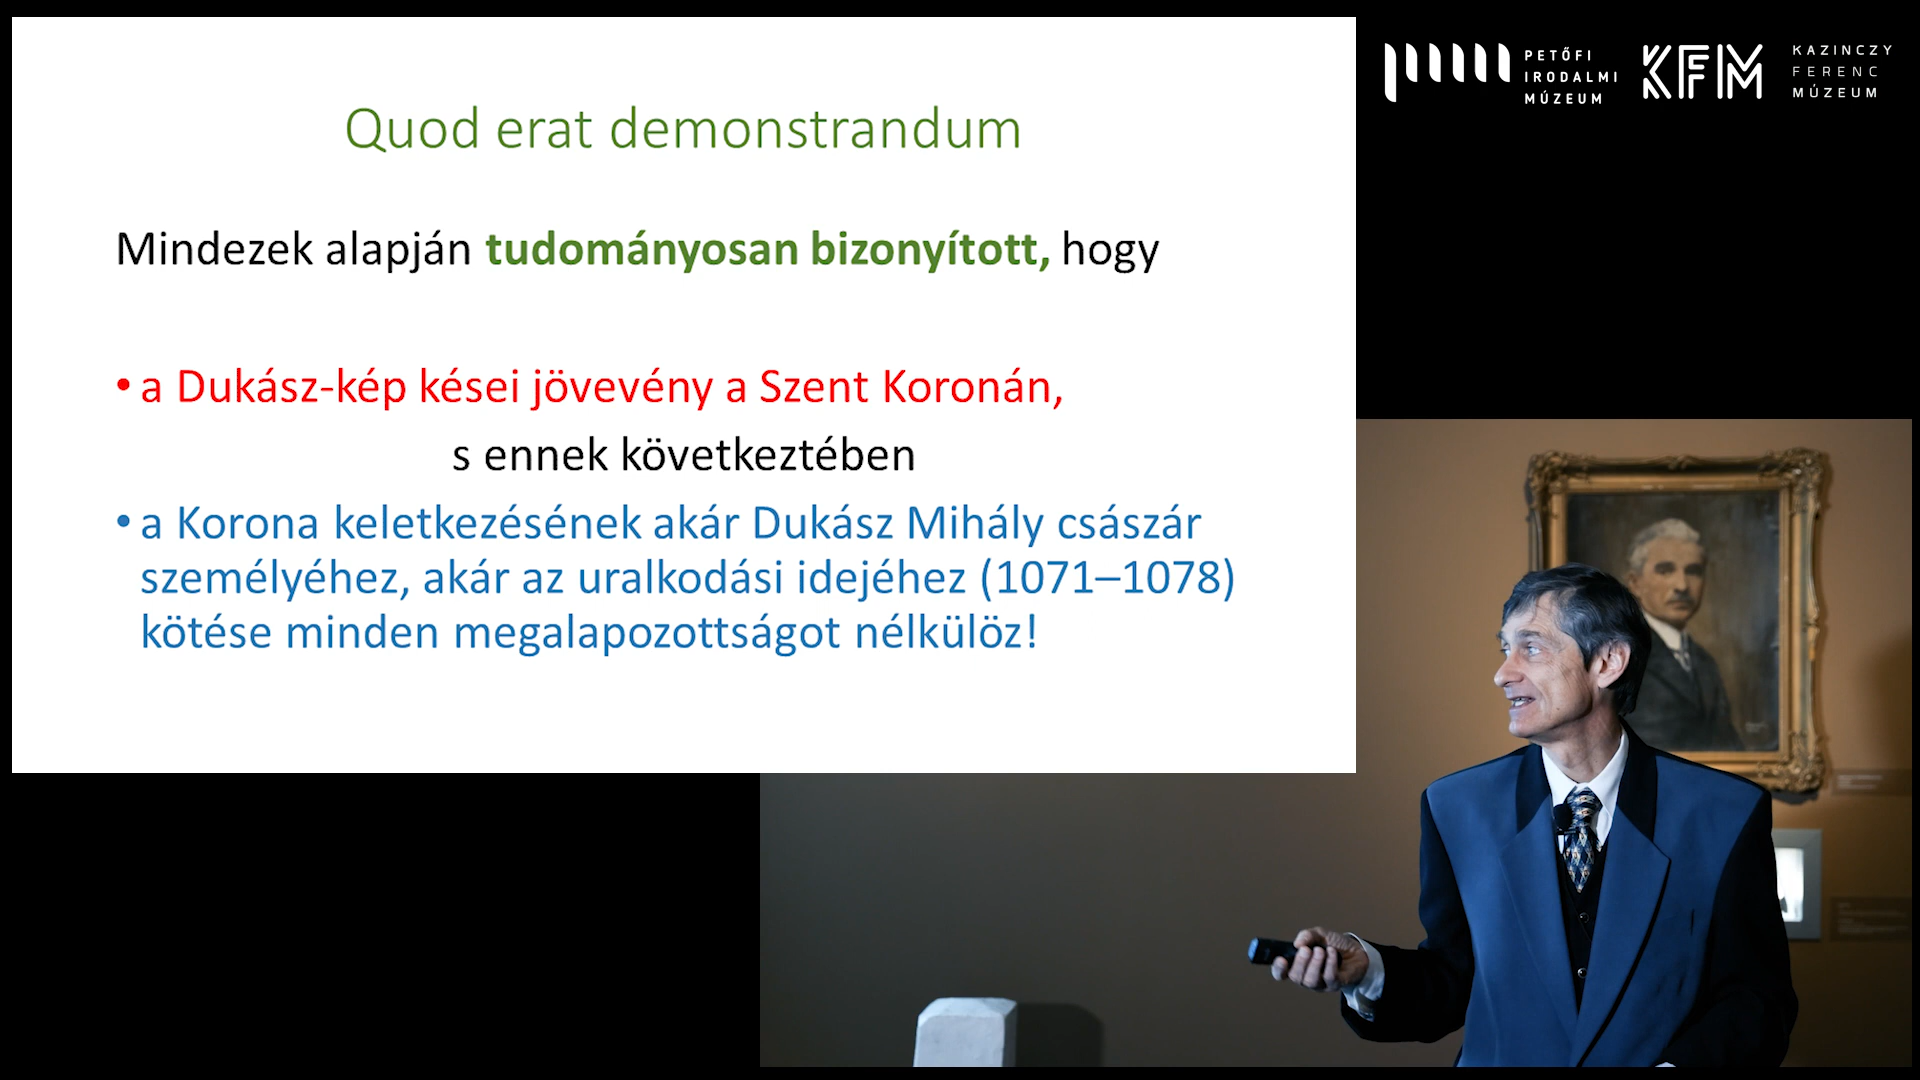 Quod erat demonstrandum
Mindezek alapján tudományosan bizonyított, hogy
• a Dukász-kép kései jövevény a Szent Koronán,
s ennek következtében
• a Korona keletkezésének akár Dukász Mihály császár
személyéhez, akár az uralkodási idejéhez (1071–1078)
kötése minden megalapozottságot nélkülöz!
PETŐFI
IRODALMI
MÚZEUM
KFM
KAZINCZY
FERENC
MÚZEUM